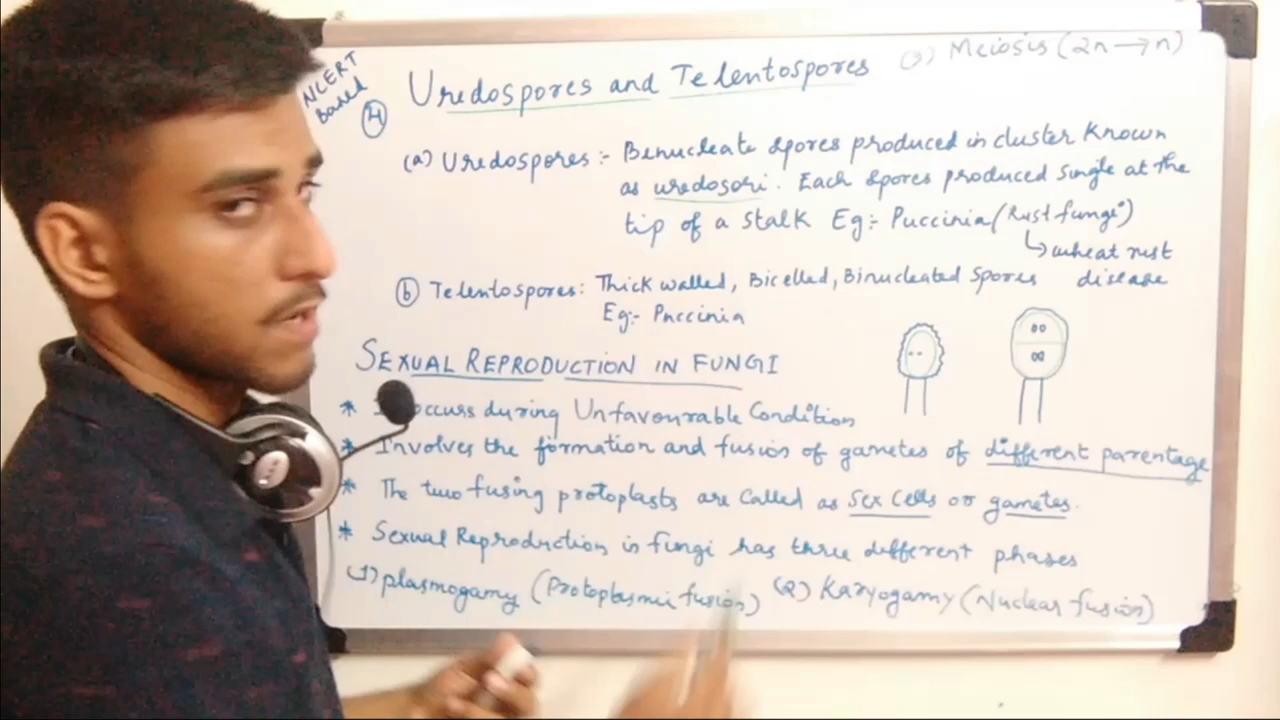 NCERT
based
4 Uredospores and Telentospores
(3) Meiosis (2n → n)
(a) Uredospores :- Benucleate spores produced in cluster known
as uredosori. Each spores produced single at the
tip of a stalk Eg:- Puccinia (Rust fungi)
↳ wheat rust
disease
(b) Telentospores: Thick walled, Bicelled, Binucleated spores
Eg:- Puccinia
SEXUAL REPRODUCTION IN FUNGI
* occurs during Unfavourable Condition
* Involves the formation and fusion of gametes of different parentage
* The two fusing protoplasts are called as Sex Cells or gametes.
* Sexual Reproduction in fungi has three different phases
(1) plasmogamy (Protoplasmic fusion) (2) Karyogamy (Nuclear fusion)